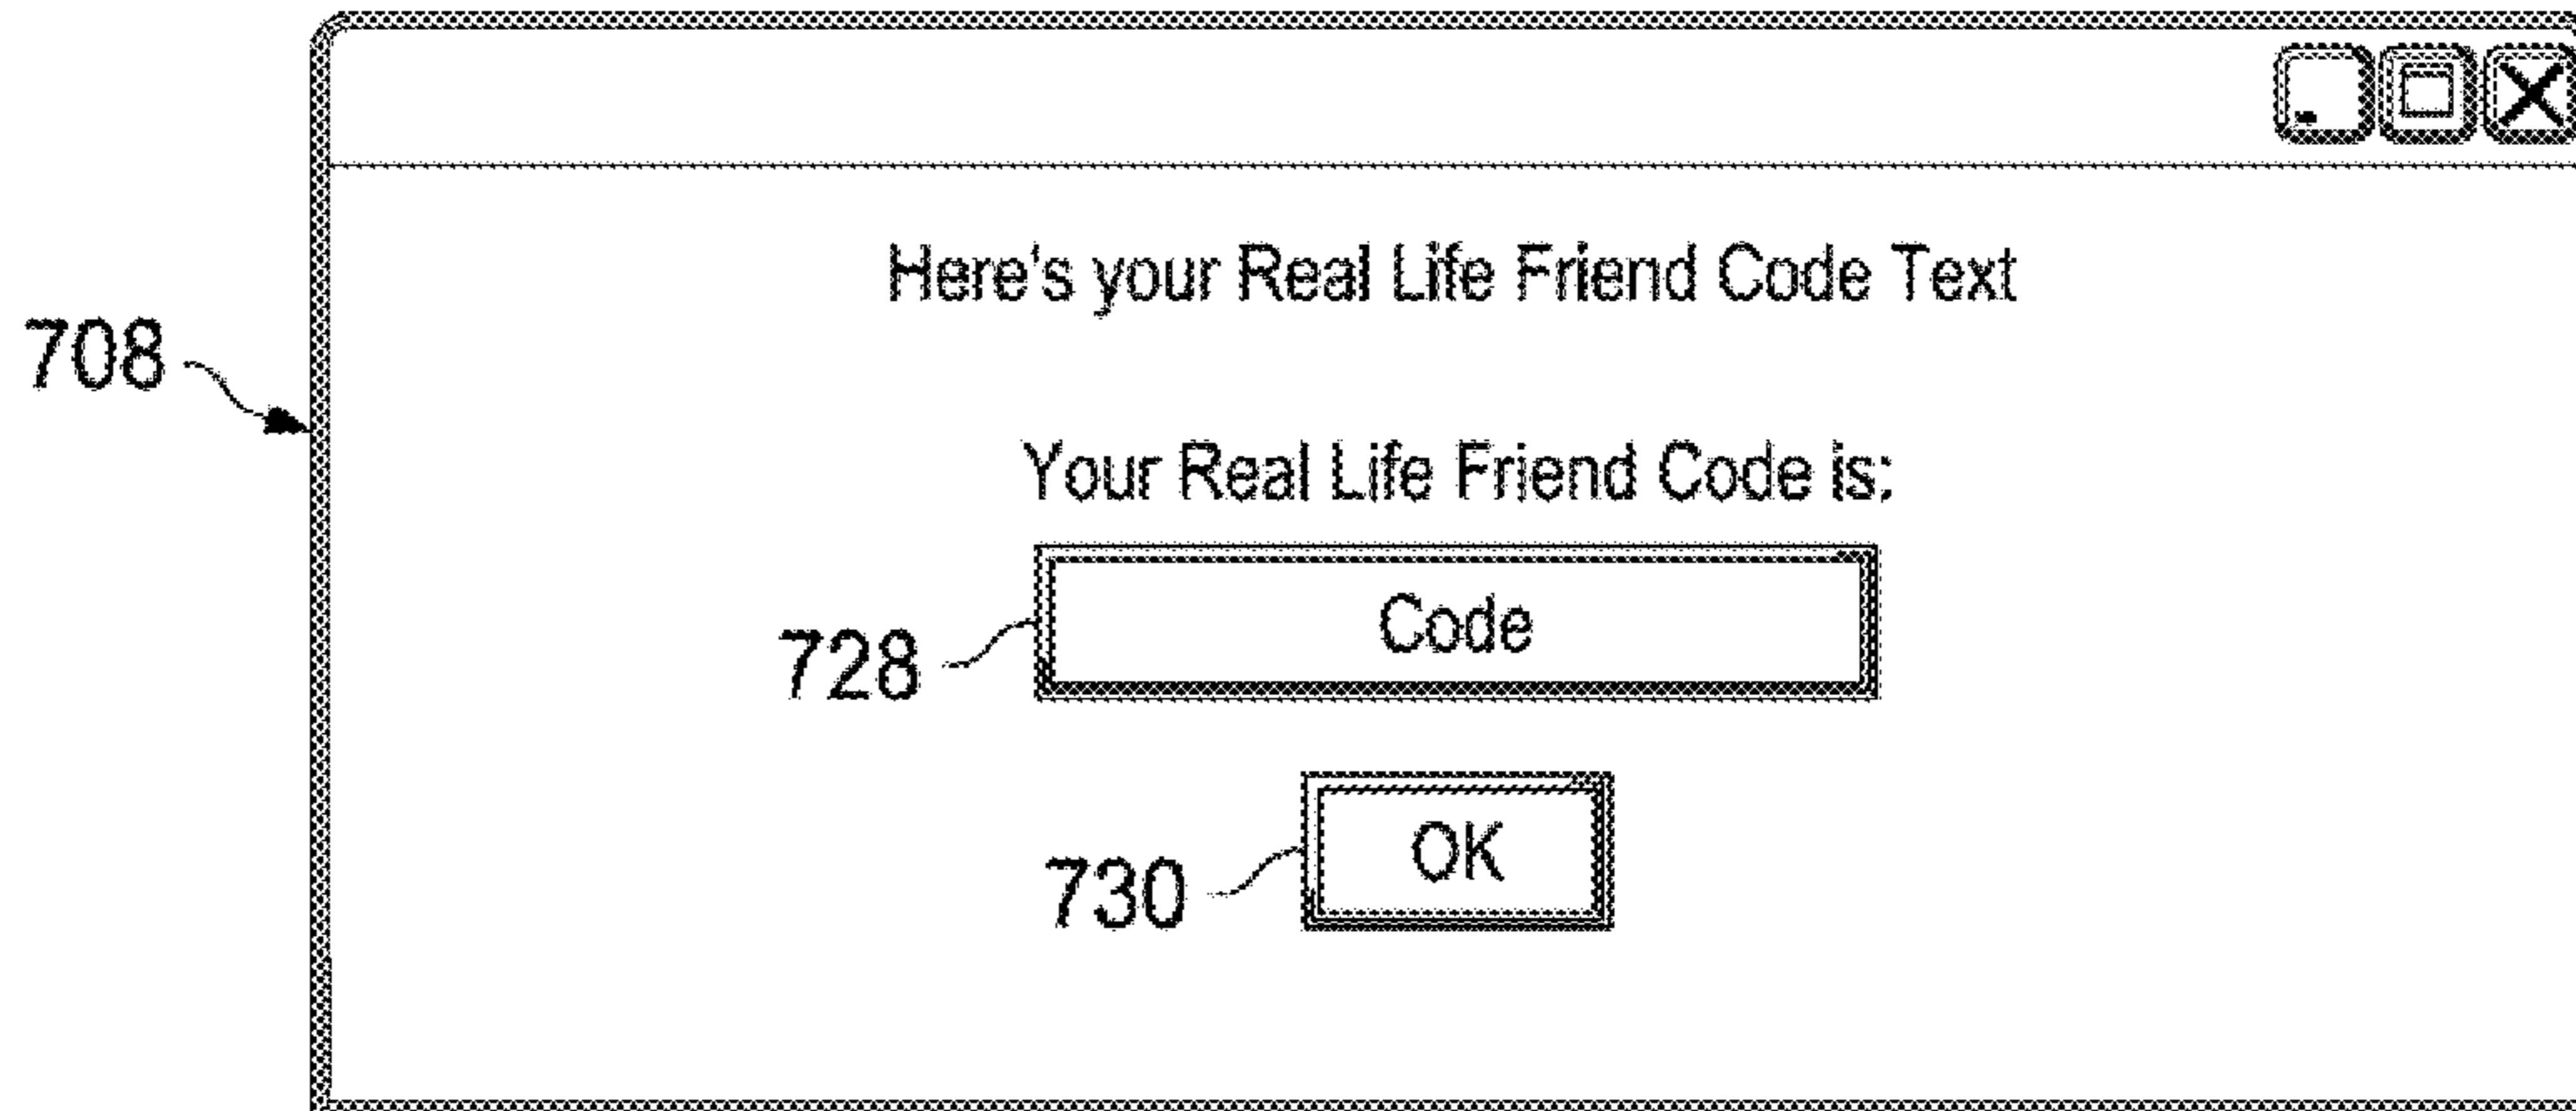 Here's your Real Life Friend Code Text
708
Your Real Life Friend Code is:
Code
728
OK
730